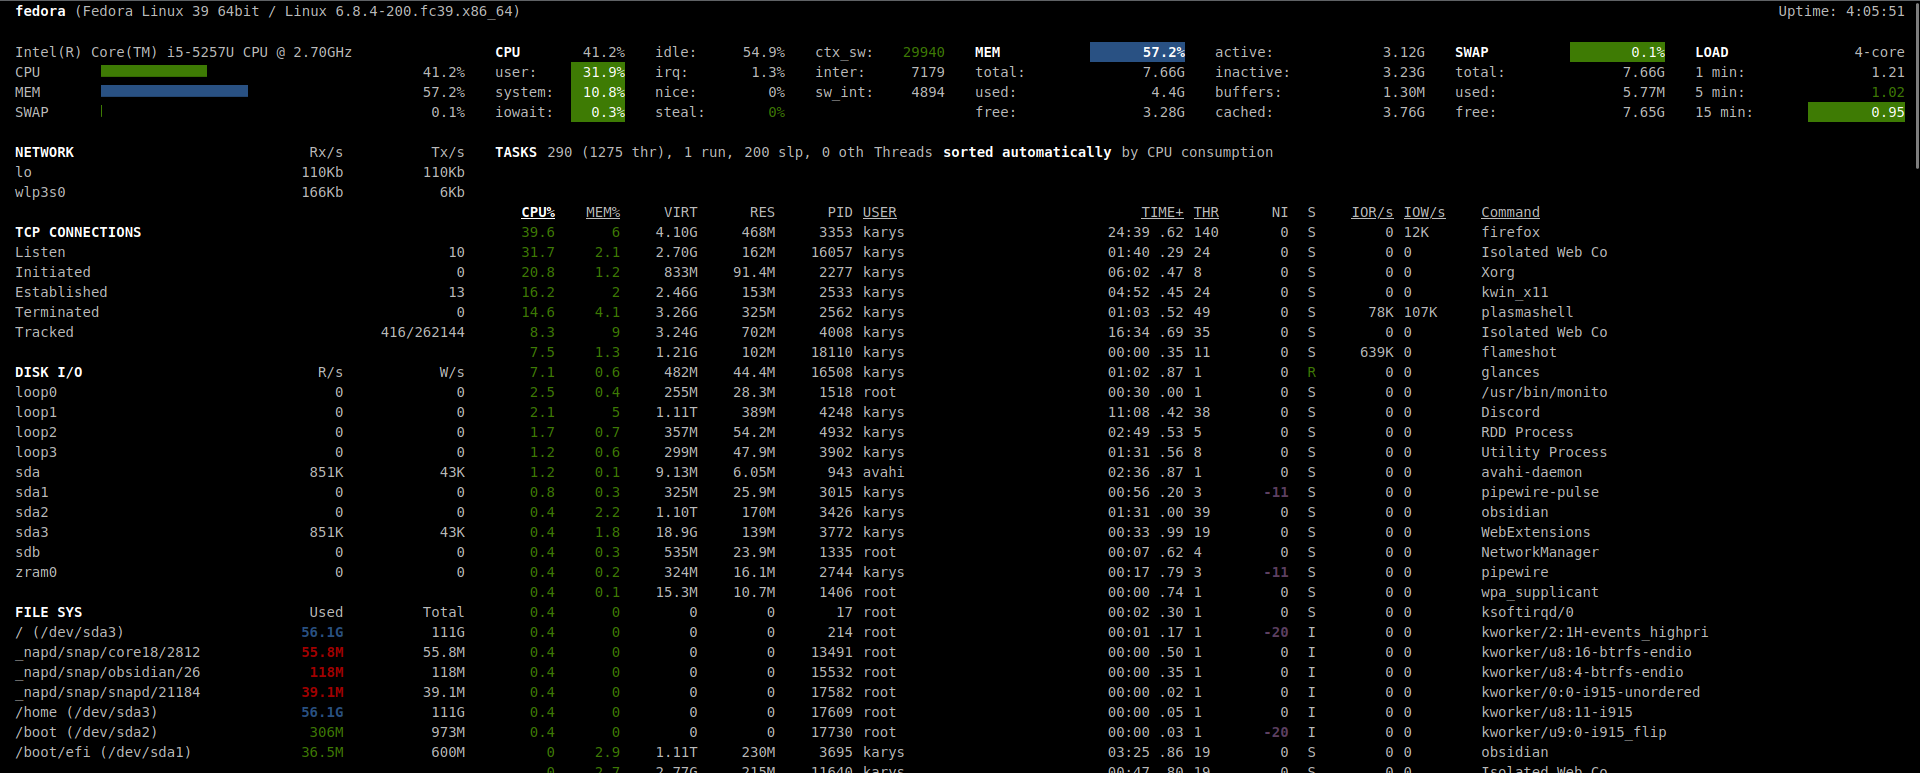 fedora (Fedora Linux 39 64bit / Linux 6.8.4-200.fc39.x86_64) Uptime: 4:05:51
Intel(R) Core(TM) i5-5257U CPU @ 2.70GHz CPU 41.2% idle: 54.9% ctx_sw: 29940 MEM 57.2% active: 3.12G SWAP 0.1% LOAD 4-core
CPU 41.2% user: 31.9% irq: 1.3% inter: 7179 total: 7.66G inactive: 3.23G total: 7.66G 1 min: 1.21
MEM 57.2% system: 10.8% nice: 0% sw_int: 4894 used: 4.4G buffers: 1.30M used: 5.77M 5 min: 1.02
SWAP 0.1% iowait: 0.3% steal: 0% free: 3.28G cached: 3.76G free: 7.65G 15 min: 0.95
NETWORK Rx/s Tx/s TASKS 290 (1275 thr), 1 run, 200 slp, 0 oth Threads sorted automatically by CPU consumption
lo 110Kb 110Kb
wlp3s0 166Kb 6Kb
CPU% MEM% VIRT RES PID USER TIME+ THR NI S IOR/s IOW/s Command
TCP CONNECTIONS 39.6 6 4.10G 468M 3353 karys 24:39 .62 140 0 S 0 12K firefox
Listen 10 31.7 2.1 2.70G 162M 16057 karys 01:40 .29 24 0 S 0 0 Isolated Web Co
Initiated 0 20.8 1.2 833M 91.4M 2277 karys 06:02 .47 8 0 S 0 0 Xorg
Established 13 16.2 2 2.46G 153M 2533 karys 04:52 .45 24 0 S 0 0 kwin_x11
Terminated 0 14.6 4.1 3.26G 325M 2562 karys 01:03 .52 49 0 S 78K 107K plasmashell
Tracked 416/262144 8.3 9 3.24G 702M 4008 karys 16:34 .69 35 0 S 0 0 Isolated Web Co
7.5 1.3 1.21G 102M 18110 karys 00:00 .35 11 0 S 639K 0 flameshot
DISK I/O R/s W/s 7.1 0.6 482M 44.4M 16508 karys 01:02 .87 1 0 R 0 0 glances
loop0 0 0 2.5 0.4 255M 28.3M 1518 root 00:30 .00 1 0 S 0 0 /usr/bin/monito
loop1 0 0 2.1 5 1.11T 389M 4248 karys 11:08 .42 38 0 S 0 0 Discord
loop2 0 0 1.7 0.7 357M 54.2M 4932 karys 02:49 .53 5 0 S 0 0 RDD Process
loop3 0 0 1.2 0.6 299M 47.9M 3902 karys 01:31 .56 8 0 S 0 0 Utility Process
sda 851K 43K 1.2 0.1 9.13M 6.05M 943 avahi 02:36 .87 1 0 S 0 0 avahi-daemon
sda1 0 0 0.8 0.3 325M 25.9M 3015 karys 00:56 .20 3 -11 S 0 0 pipewire-pulse
sda2 0 0 0.4 2.2 1.10T 170M 3426 karys 01:31 .00 39 0 S 0 0 obsidian
sda3 851K 43K 0.4 1.8 18.9G 139M 3772 karys 00:33 .99 19 0 S 0 0 WebExtensions
sdb 0 0 0.4 0.3 535M 23.9M 1335 root 00:07 .62 4 0 S 0 0 NetworkManager
zram0 0 0 0.4 0.2 324M 16.1M 2744 karys 00:17 .79 3 -11 S 0 0 pipewire
0.4 0.1 15.3M 10.7M 1406 root 00:00 .74 1 0 S 0 0 wpa_supplicant
FILE SYS Used Total 0.4 0 0 0 17 root 00:02 .30 1 0 S 0 0 ksoftirqd/0
/ (/dev/sda3) 56.1G 111G 0.4 0 0 0 214 root 00:01 .17 1 -20 I 0 0 kworker/2:1H-events_highpri
_napd/snap/core18/2812 55.8M 55.8M 0.4 0 0 0 13491 root 00:00 .50 1 0 I 0 0 kworker/u8:16-btrfs-endio
_napd/snap/obsidian/26 118M 118M 0.4 0 0 0 15532 root 00:00 .35 1 0 I 0 0 kworker/u8:4-btrfs-endio
_napd/snap/snapd/21184 39.1M 39.1M 0.4 0 0 0 17582 root 00:00 .02 1 0 I 0 0 kworker/0:0-i915-unordered
/home (/dev/sda3) 56.1G 111G 0.4 0 0 0 17609 root 00:00 .05 1 0 I 0 0 kworker/u8:11-i915
/boot (/dev/sda2) 306M 973M 0.4 0 0 0 17730 root 00:00 .03 1 -20 I 0 0 kworker/u9:0-i915_flip
/boot/efi (/dev/sda1) 36.5M 600M 0 2.9 1.11T 230M 3695 karys 03:25 .86 19 0 S 0 0 obsidian
0 2.7 2.77G 215M 11640 karys 00:47 .80 19 0 S 0 0 Isolated Web Co